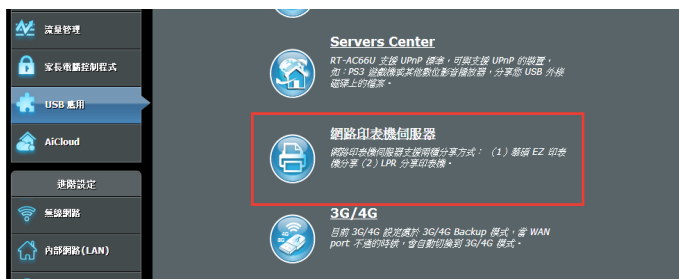 流量管理
家長電腦控制程式
USB 應用
AiCloud
進階設定
無線網路
內部網路(LAN)
Servers Center
RT-AC66U 支援 UPnP 標準，可與支援 UPnP 的裝置，
如：PS3 遊戲機或其他數位影音播放器，分享您 USB 外接
磁碟上的檔案。
網路印表機伺服器
網路印表機伺服器支援兩種分享方式： （1）華碩 EZ 印表
機分享（2）LPR 分享印表機。
3G/4G
目前 3G/4G 設定處於 3G/4G Backup 模式，當 WAN
port 不通的時候，會自動切換到 3G/4G 模式。